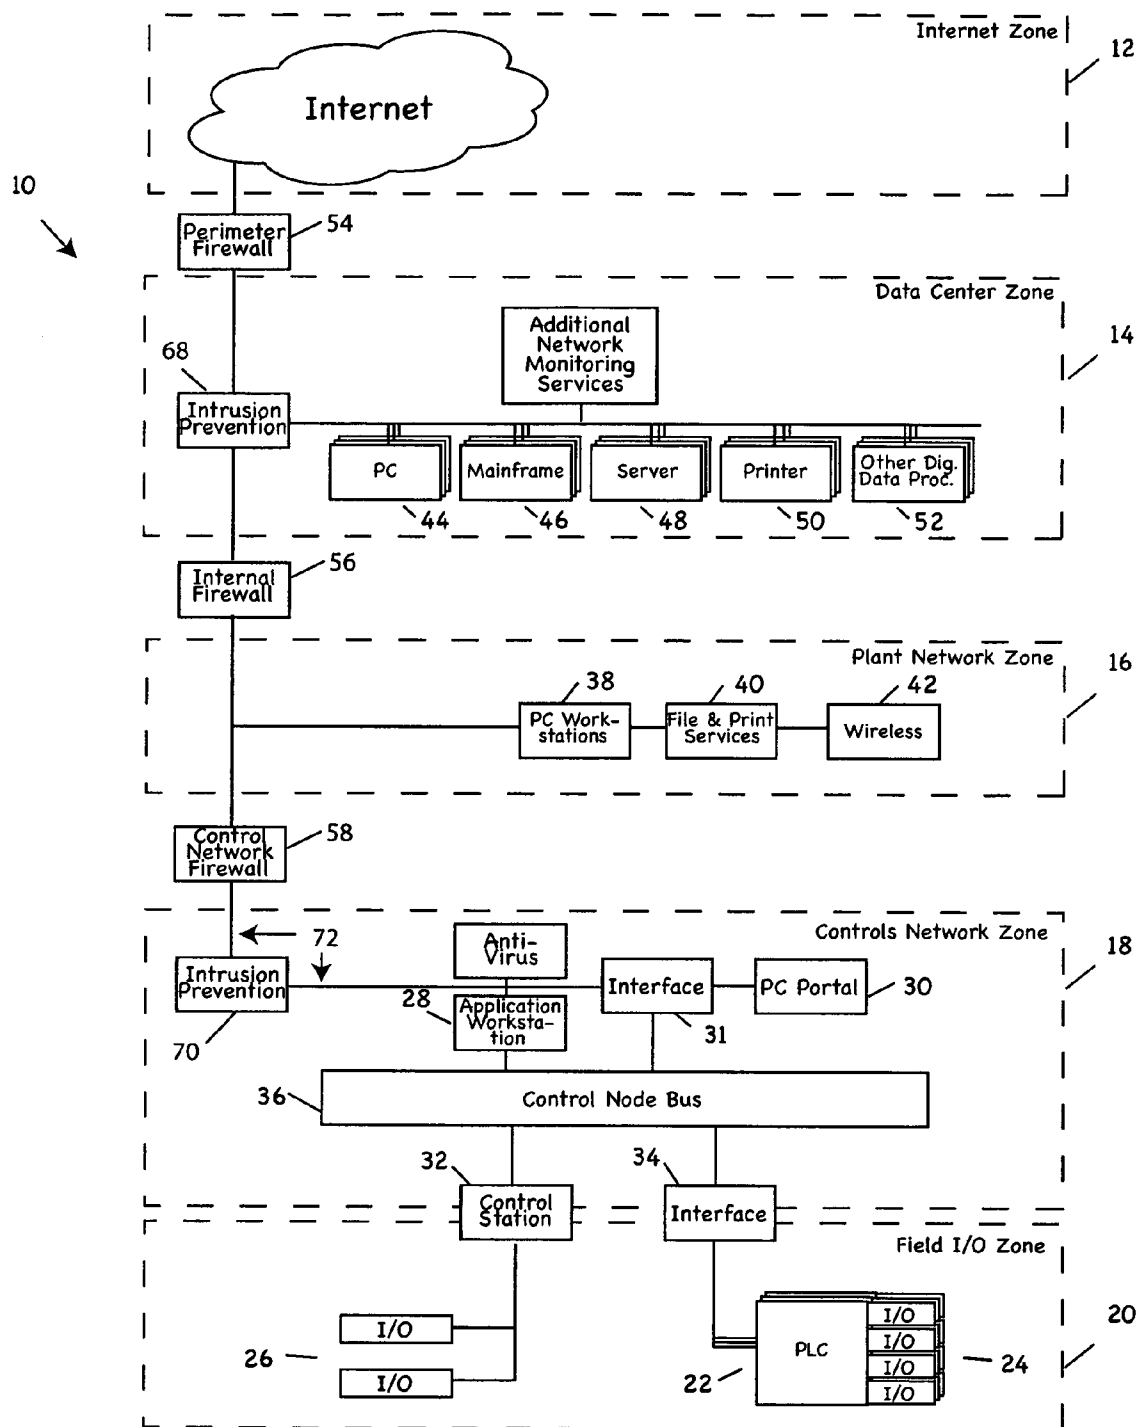 Internet Zone
12
Internet
10
Perimeter
Firewall
54
Data Center Zone
14
Additional
Network
Monitoring
Services
68
Intrusion
Prevention
PC
Mainframe
Server
Printer
Other Dig.
Data Proc.
44
46
48
50
52
Internal
Firewall
56
Plant Network Zone
16
38
40
42
PC Work-
stations
File & Print
Services
Wireless
Control
Network
Firewall
58
Controls Network Zone
18
72
Anti-
Virus
Intrusion
Prevention
70
28
Application
Worksta-
tion
Interface
31
PC Portal
30
36
Control Node Bus
32
34
Control
Station
Interface
Field I/O Zone
20
26
I/O
I/O
22
PLC
I/O
I/O
I/O
I/O
24